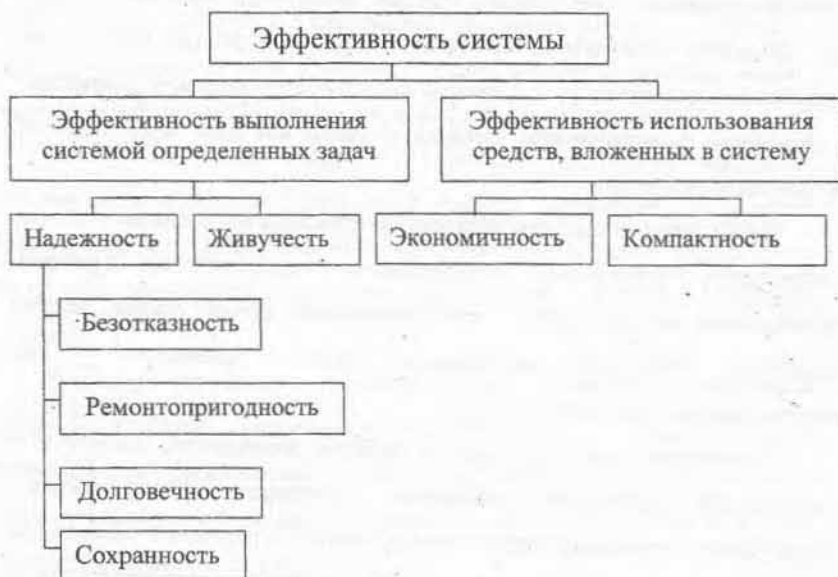 Эффективность системы
Эффективность выполнения
системой определенных задач
Эффективность использования
средств, вложенных в систему
Надежность
Живучесть
Экономичность
Компактность
Безотказность
Ремонтопригодность
Долговечность
Сохранность